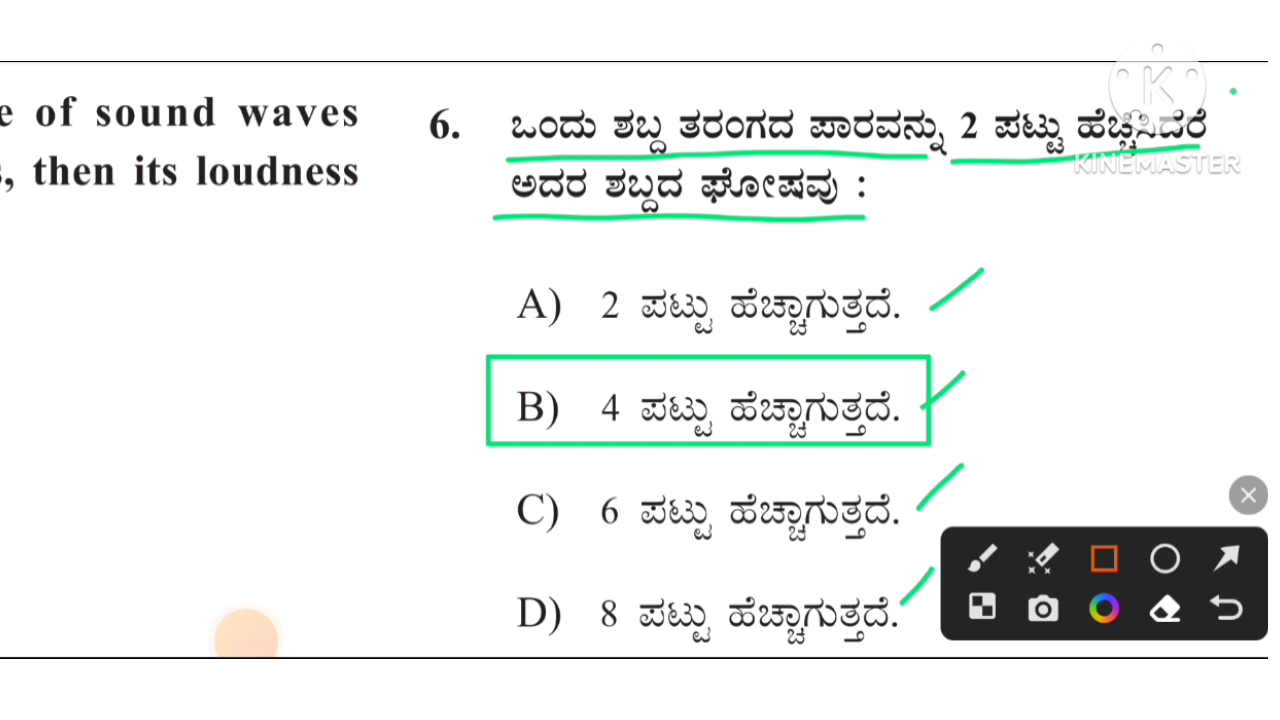 e of sound waves
, then its loudness
6. ಒಂದು ಶಬ್ದ ತರಂಗದ ಪಾರವನ್ನು 2 ಪಟ್ಟು ಹೆಚ್ಚಿಸಿದರೆ
ಅದರ ಶಬ್ದದ ಘೋಷವು :
A) 2 ಪಟ್ಟು ಹೆಚ್ಚಾಗುತ್ತದೆ.
B) 4 ಪಟ್ಟು ಹೆಚ್ಚಾಗುತ್ತದೆ.
C) 6 ಪಟ್ಟು ಹೆಚ್ಚಾಗುತ್ತದೆ.
D) 8 ಪಟ್ಟು ಹೆಚ್ಚಾಗುತ್ತದೆ.
K
KINEMASTER